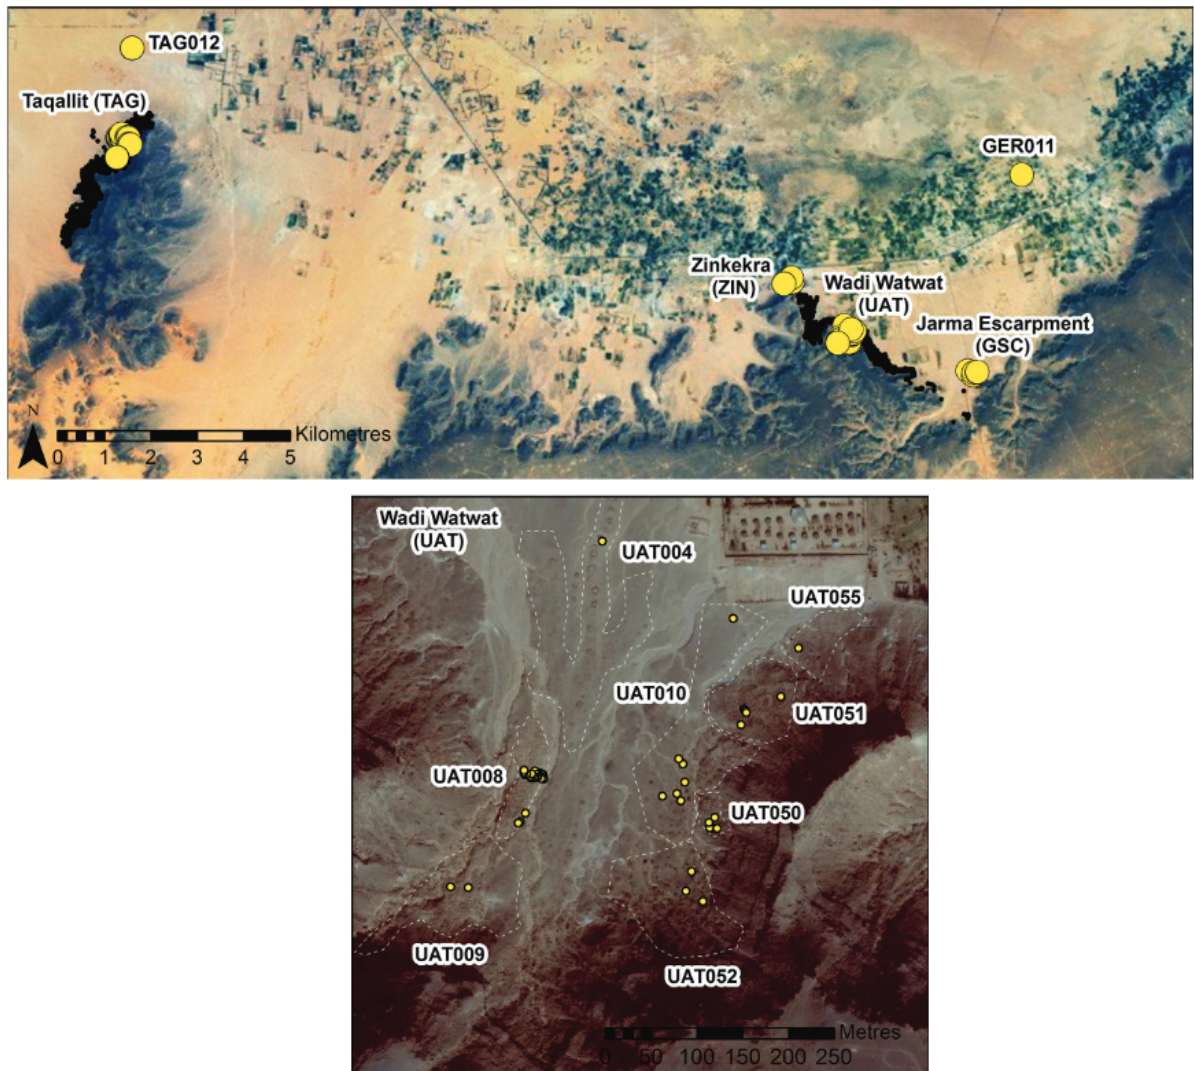 TAG012
Taqallit (TAG)
GER011
Zinkekra
(ZIN)
Wadi Watwat
(UAT)
Jarma Escarpment
(GSC)
N
Kilometres
0 1 2 3 4 5
Wadi Watwat
(UAT)
UAT004
UAT055
UAT010
UAT051
UAT008
UAT050
UAT009
UAT052
Metres
0 50 100 150 200 250